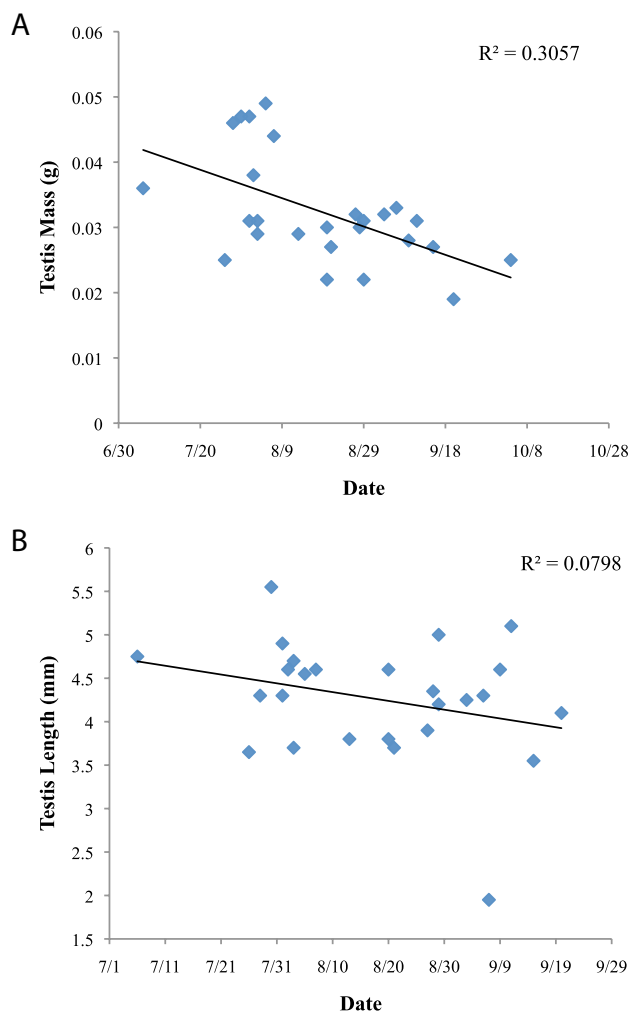 A
R² = 0.3057
0.06
0.05
0.04
0.03
0.02
0.01
0
Testis Mass (g)
6/30 7/20 8/9 8/29 9/18 10/8 10/28
Date
B
R² = 0.0798
6
5.5
5
4.5
4
3.5
3
2.5
2
1.5
Testis Length (mm)
7/1 7/11 7/21 7/31 8/10 8/20 8/30 9/9 9/19 9/29
Date